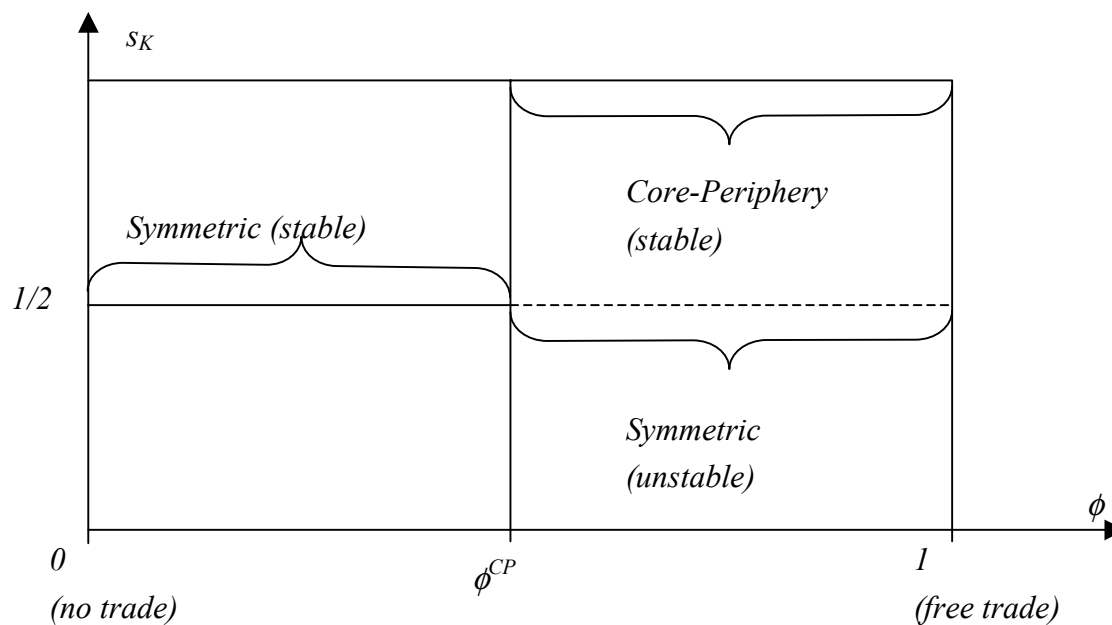 s_K
Core-Periphery
(stable)
Symmetric (stable)
1/2
Symmetric
(unstable)
ϕ
0
ϕ^CP
1
(no trade)
(free trade)